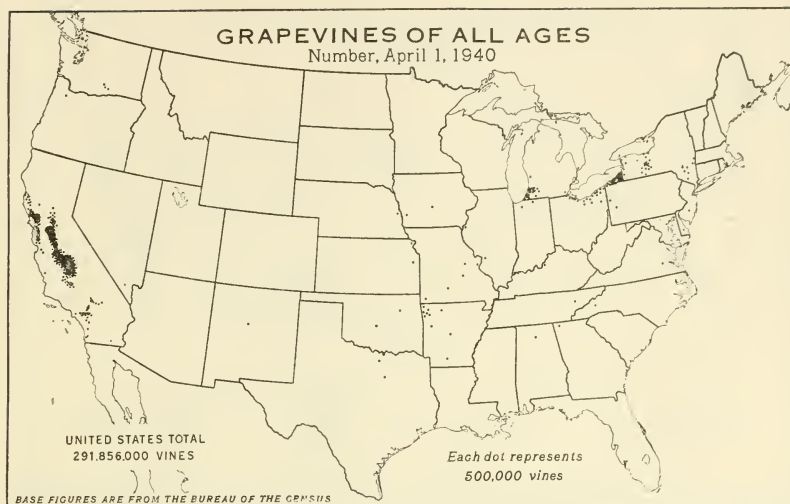 GRAPEVINES OF ALL AGES
Number, April 1, 1940
UNITED STATES TOTAL
291.856,000 VINES
Each dot represents
500,000 vines
BASE FIGURES ARE FROM THE BUREAU OF THE CENSUS